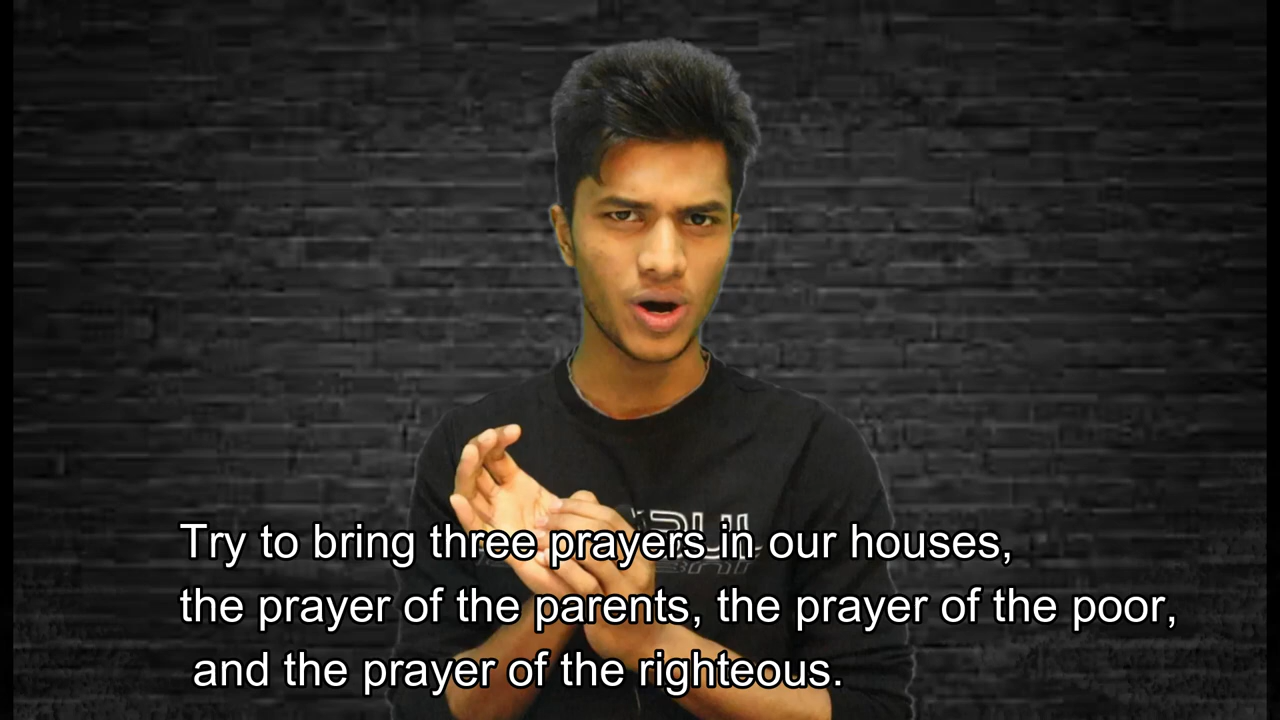 Try to bring three prayers in our houses,
the prayer of the parents, the prayer of the poor,
and the prayer of the righteous.